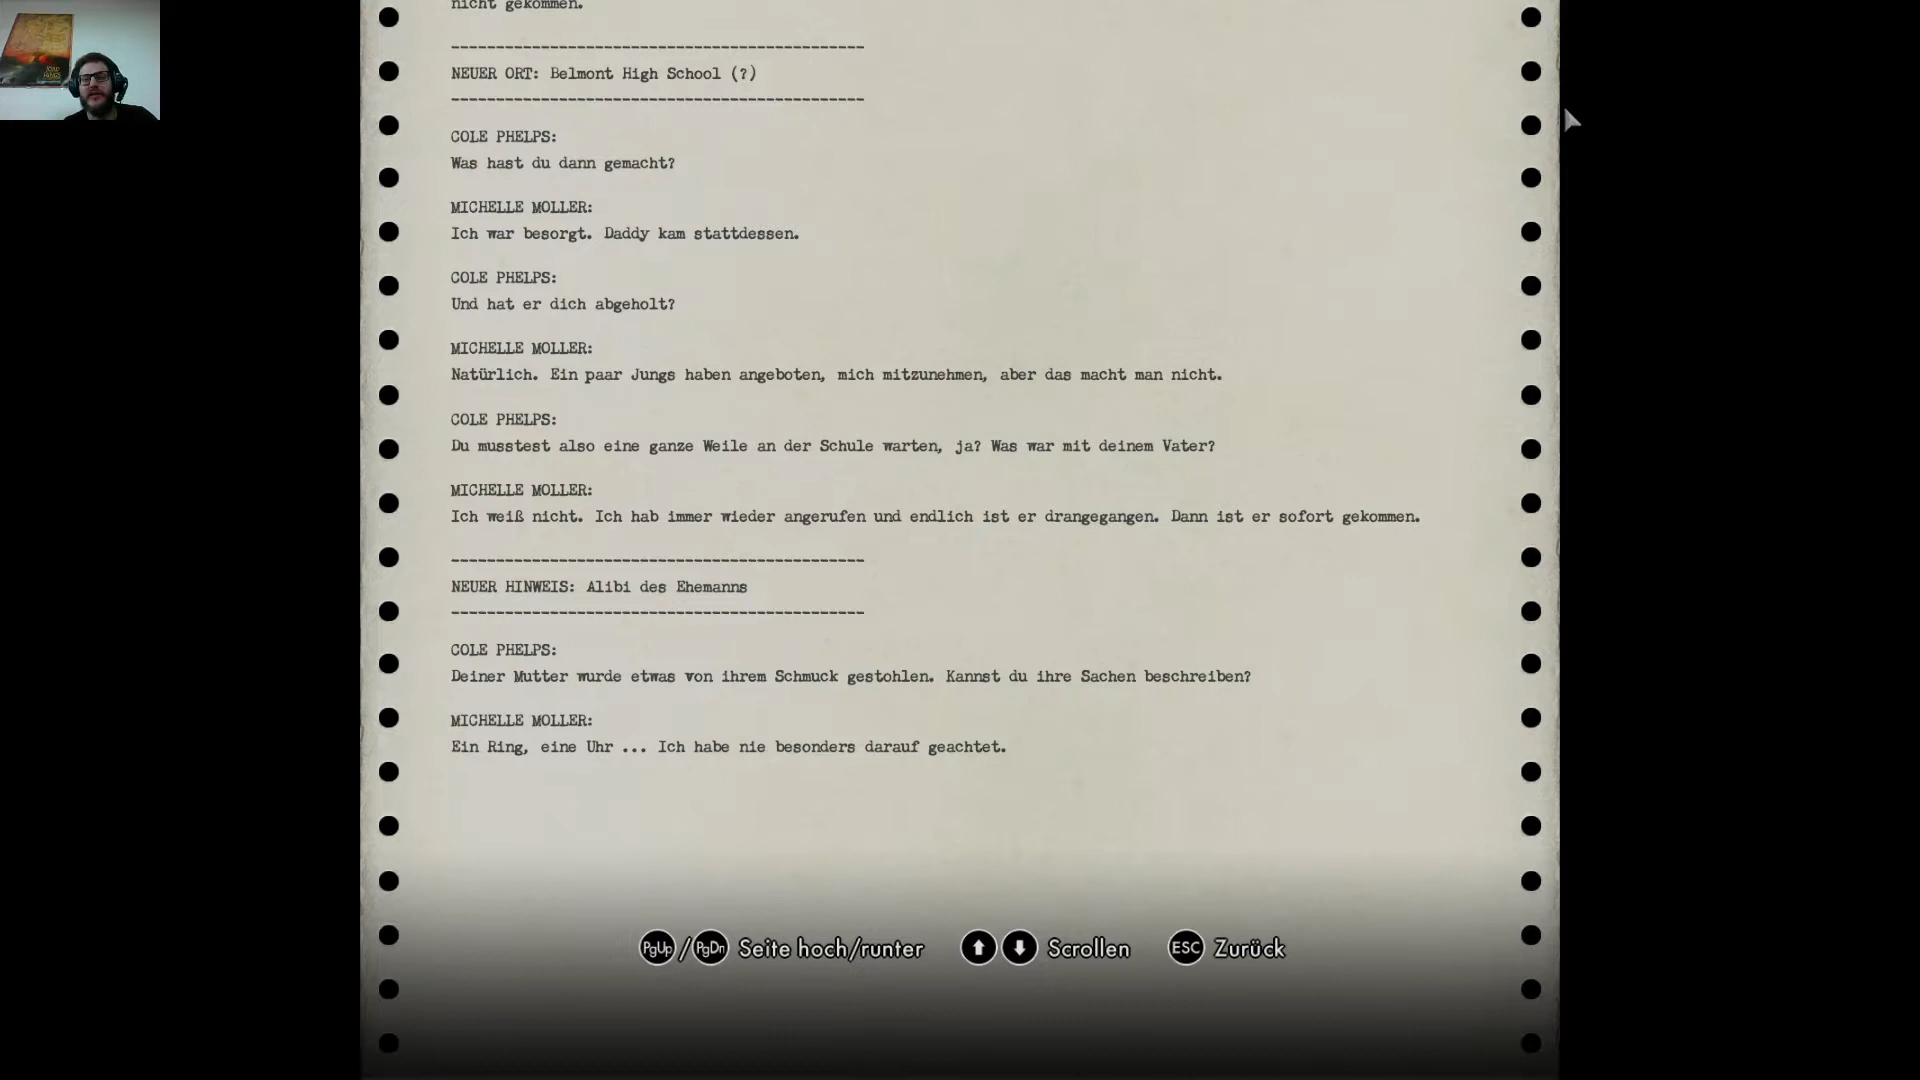 nicht gekommen.
----------------------------------------------
NEUER ORT: Belmont High School (?)
----------------------------------------------
COLE PHELPS:
Was hast du dann gemacht?
MICHELLE MOLLER:
Ich war besorgt. Daddy kam stattdessen.
COLE PHELPS:
Und hat er dich abgeholt?
MICHELLE MOLLER:
Natürlich. Ein paar Jungs haben angeboten, mich mitzunehmen, aber das macht man nicht.
COLE PHELPS:
Du musstest also eine ganze Weile an der Schule warten, ja? Was war mit deinem Vater?
MICHELLE MOLLER:
Ich weiß nicht. Ich hab immer wieder angerufen und endlich ist er drangegangen. Dann ist er sofort gekommen.
----------------------------------------------
NEUER HINWEIS: Alibi des Ehemanns
----------------------------------------------
COLE PHELPS:
Deiner Mutter wurde etwas von ihrem Schmuck gestohlen. Kannst du ihre Sachen beschreiben?
MICHELLE MOLLER:
Ein Ring, eine Uhr ... Ich habe nie besonders darauf geachtet.
PgUp / PgDn Seite hoch/runter ↑ ↓ Scrollen ESC Zurück